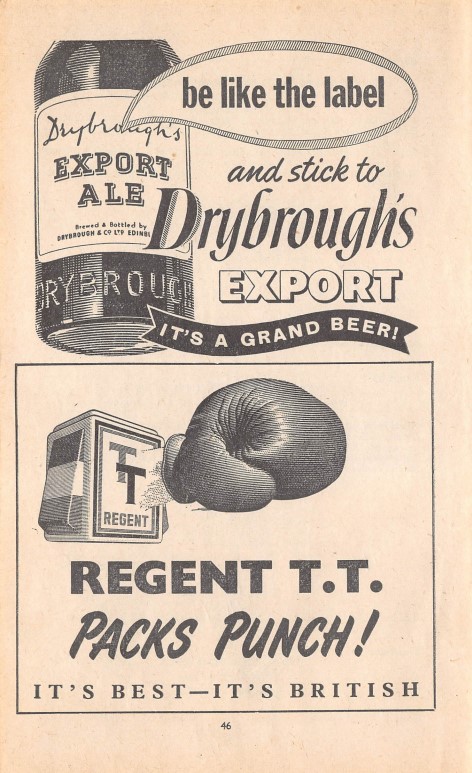 be like the label
Drybrough's
EXPORT
ALE
Brewed & Bottled by
DRYBROUGH & CO LTD EDINB
DRYBROUGH
and stick to
Drybrough's
EXPORT
IT'S A GRAND BEER!
TT
REGENT
REGENT T.T.
PACKS PUNCH!
IT'S BEST—IT'S BRITISH
46